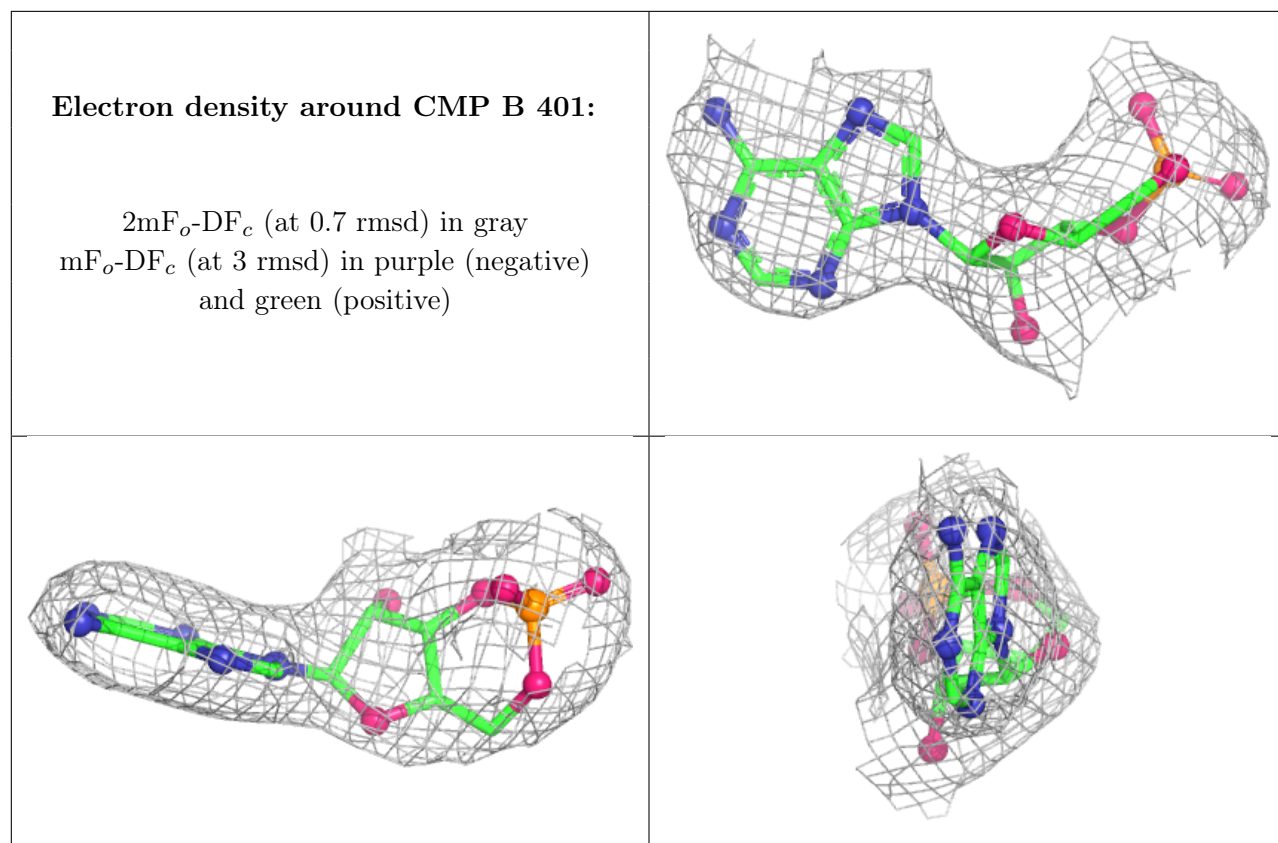 Electron density around CMP B 401:
2mFo-DFc (at 0.7 rmsd) in gray
mFo-DFc (at 3 rmsd) in purple (negative)
and green (positive)